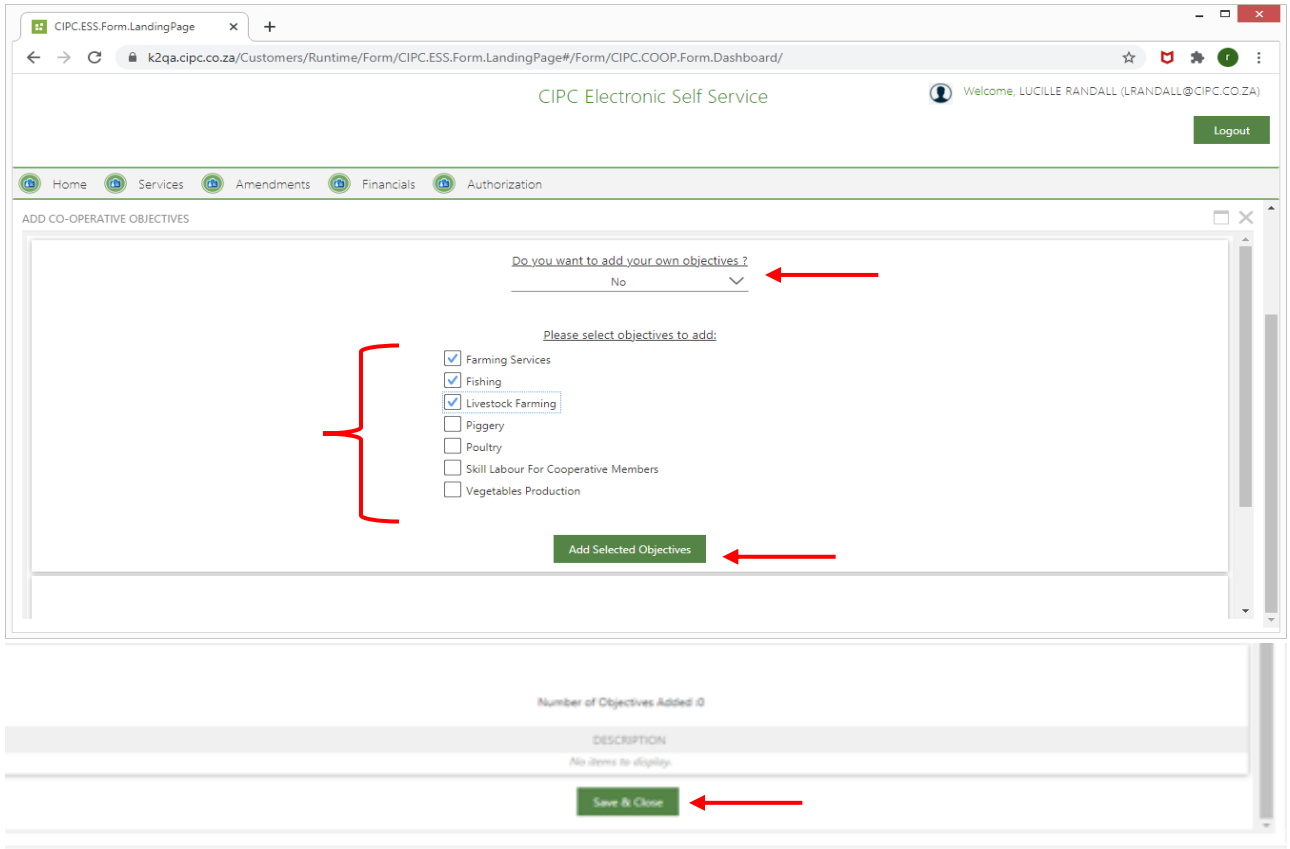 CIPC.ESS.Form.LandingPage
k2qa.cipc.co.za/Customers/Runtime/Form/CIPC.ESS.Form.LandingPage#/Form/CIPC.COOP.Form.Dashboard/
r
CIPC Electronic Self Service
Welcome, LUCILLE RANDALL (LRANDALL@CIPC.CO.ZA)
Logout
Home Services Amendments Financials Authorization
ADD CO-OPERATIVE OBJECTIVES
Do you want to add your own objectives ?
No
Please select objectives to add:
Farming Services
Fishing
Livestock Farming
Piggery
Poultry
Skill Labour For Cooperative Members
Vegetables Production
Add Selected Objectives
Number of Objectives Added :0
DESCRIPTION
No items to display.
Save & Close